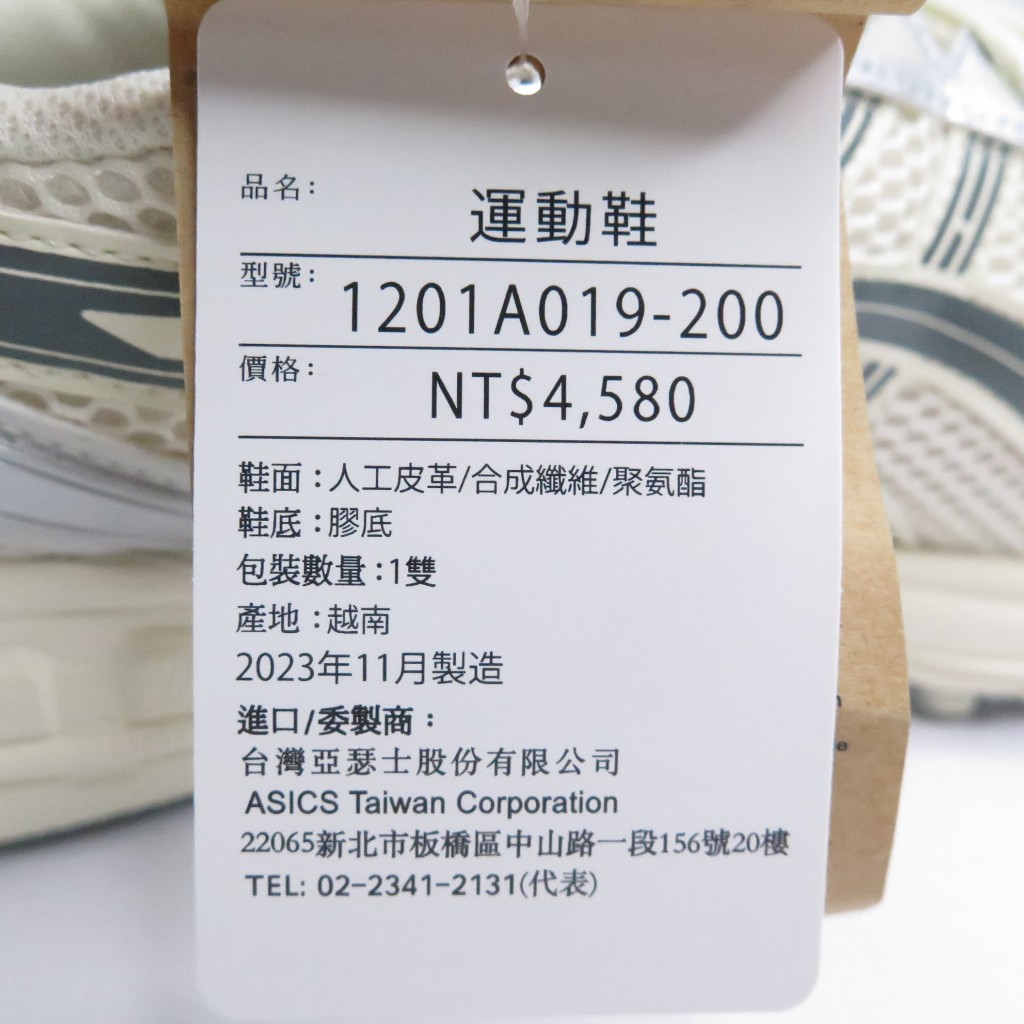 品名：
運動鞋
型號：
1201A019-200
價格：
NT$4,580
鞋面：人工皮革/合成纖維/聚氨酯
鞋底：膠底
包裝數量：1雙
產地：越南
2023年11月製造
進口/委製商：
台灣亞瑟士股份有限公司
ASICS Taiwan Corporation
22065新北市板橋區中山路一段156號20樓
TEL: 02-2341-2131(代表)